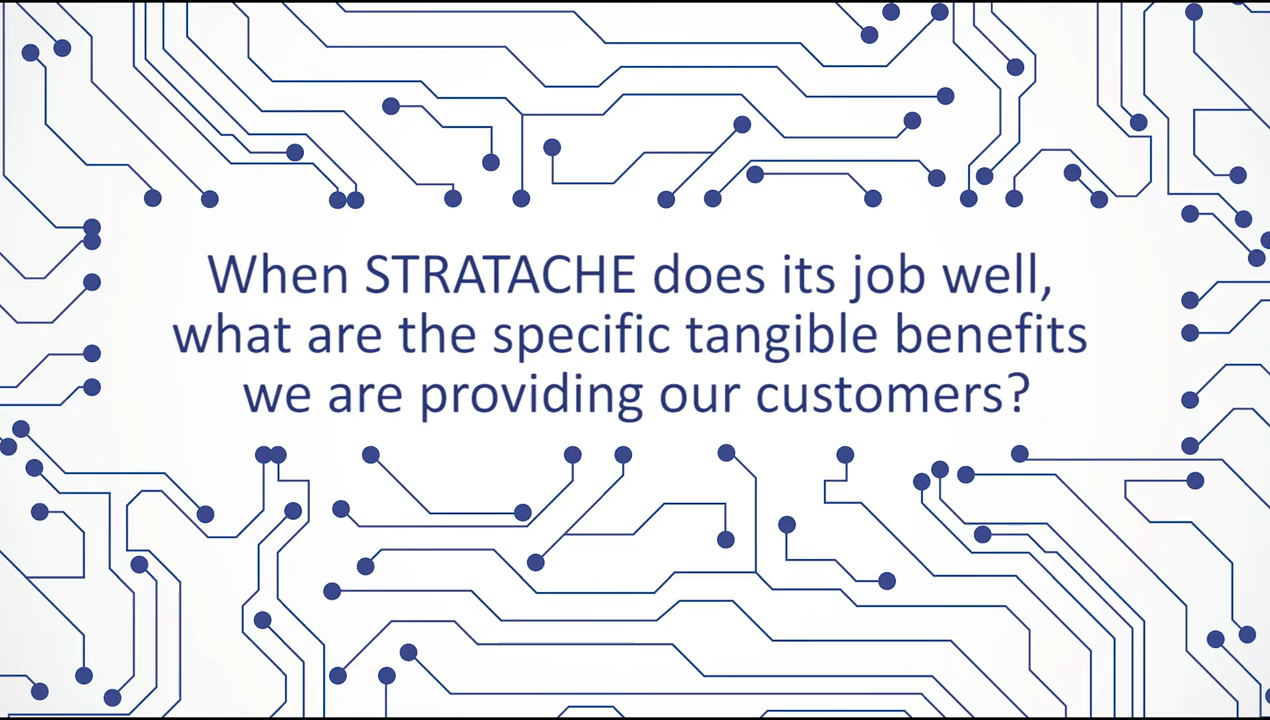 When STRATACHE does its job well,
what are the specific tangible benefits
we are providing our customers?